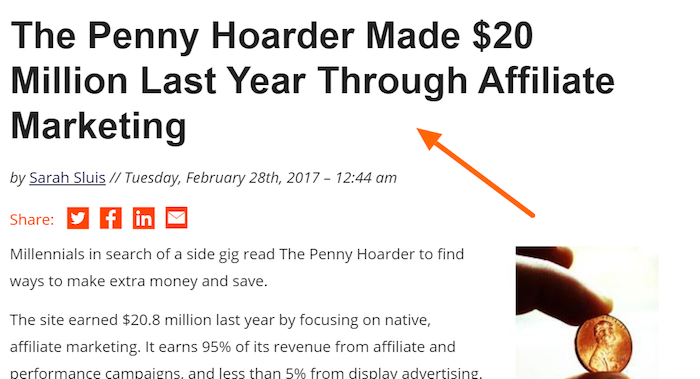 The Penny Hoarder Made $20
Million Last Year Through Affiliate
Marketing
by Sarah Sluis // Tuesday, February 28th, 2017 – 12:44 am
Share:
Millennials in search of a side gig read The Penny Hoarder to find
ways to make extra money and save.
The site earned $20.8 million last year by focusing on native,
affiliate marketing. It earns 95% of its revenue from affiliate and
performance campaigns, and less than 5% from display advertising.